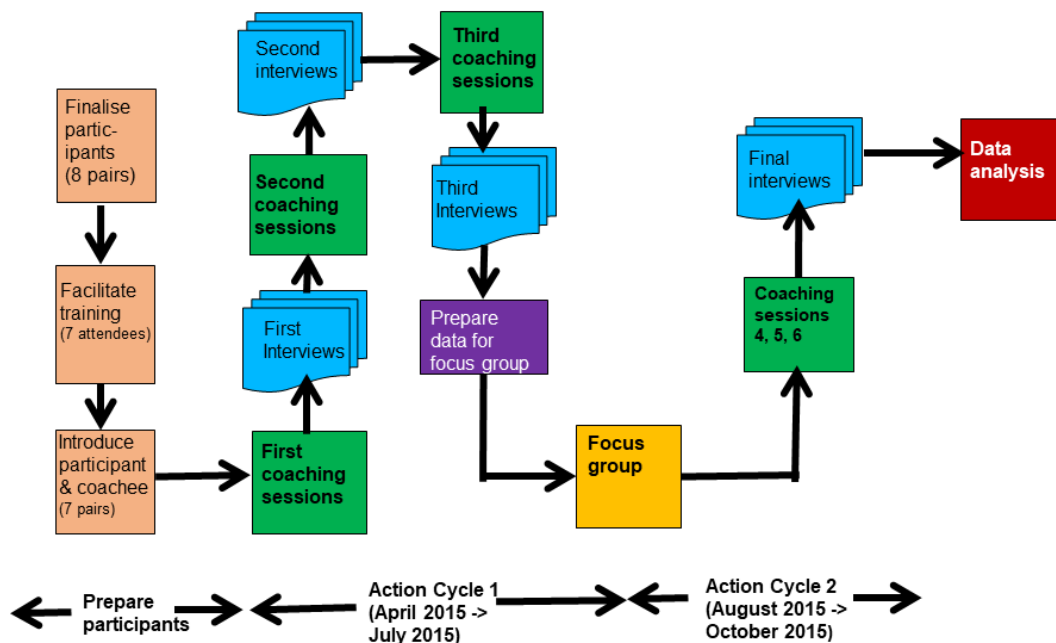 Finalise
partic-
ipants
(8 pairs)
Facilitate
training
(7 attendees)
Introduce
participant
& coachee
(7 pairs)
First
coaching
sessions
First
Interviews
Second
coaching
sessions
Second
interviews
Third
coaching
sessions
Third
Interviews
Prepare
data for
focus group
Focus
group
Coaching
sessions
4, 5, 6
Final
interviews
Data
analysis
Prepare
participants
Action Cycle 1
(April 2015 ->
July 2015)
Action Cycle 2
(August 2015 ->
October 2015)